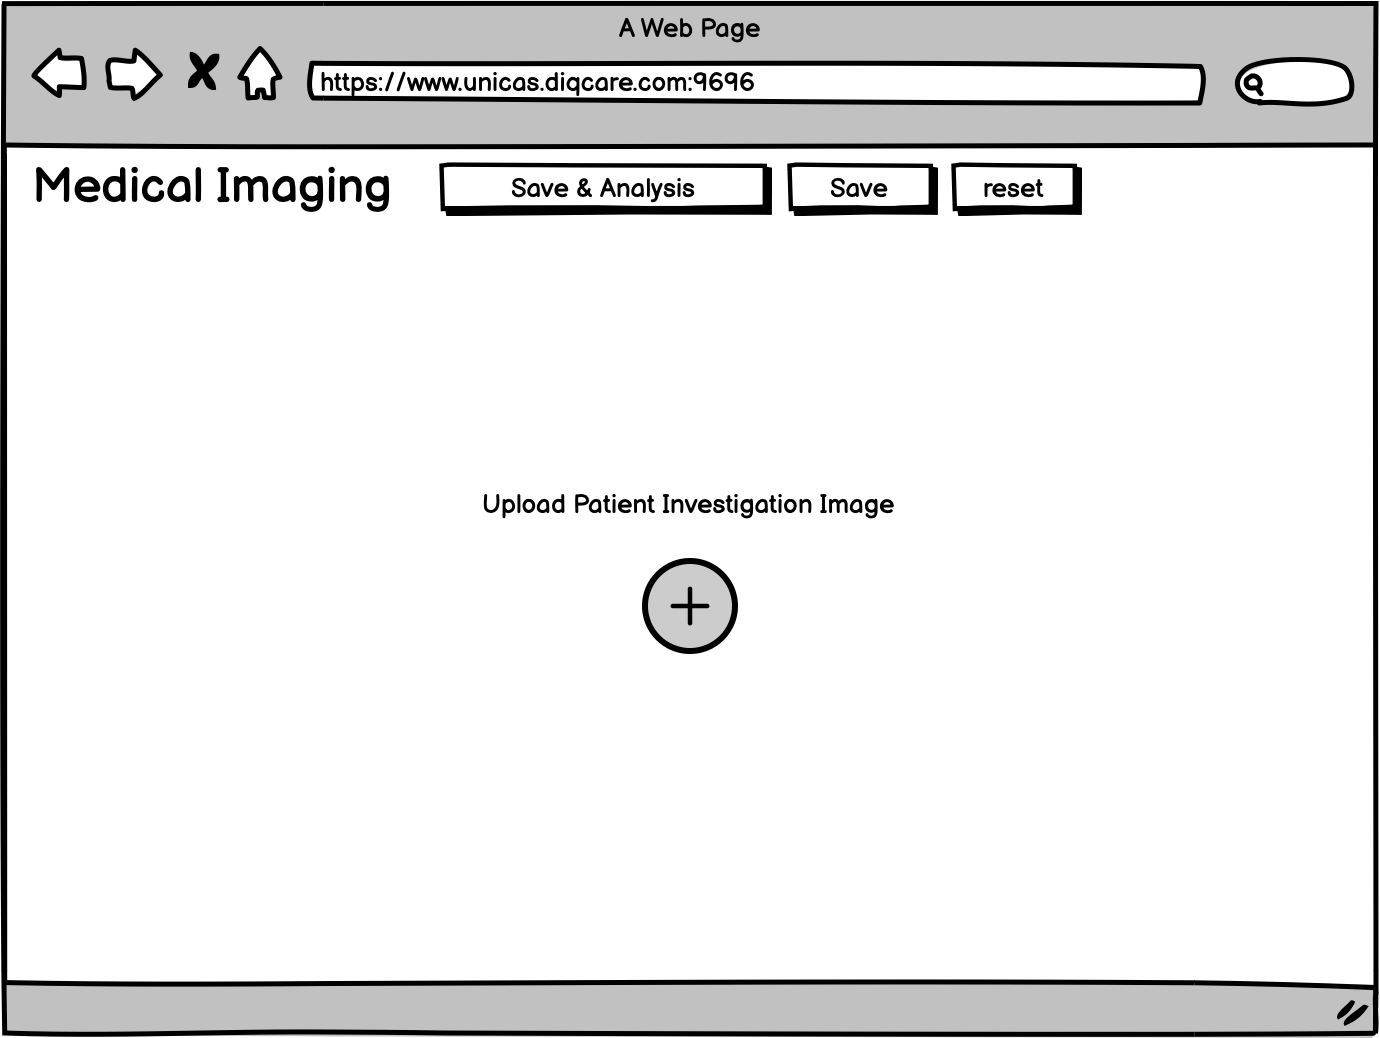 A Web Page
https://www.unicas.diqcare.com:9696
Medical Imaging
Save & Analysis
Save
reset
Upload Patient Investigation Image